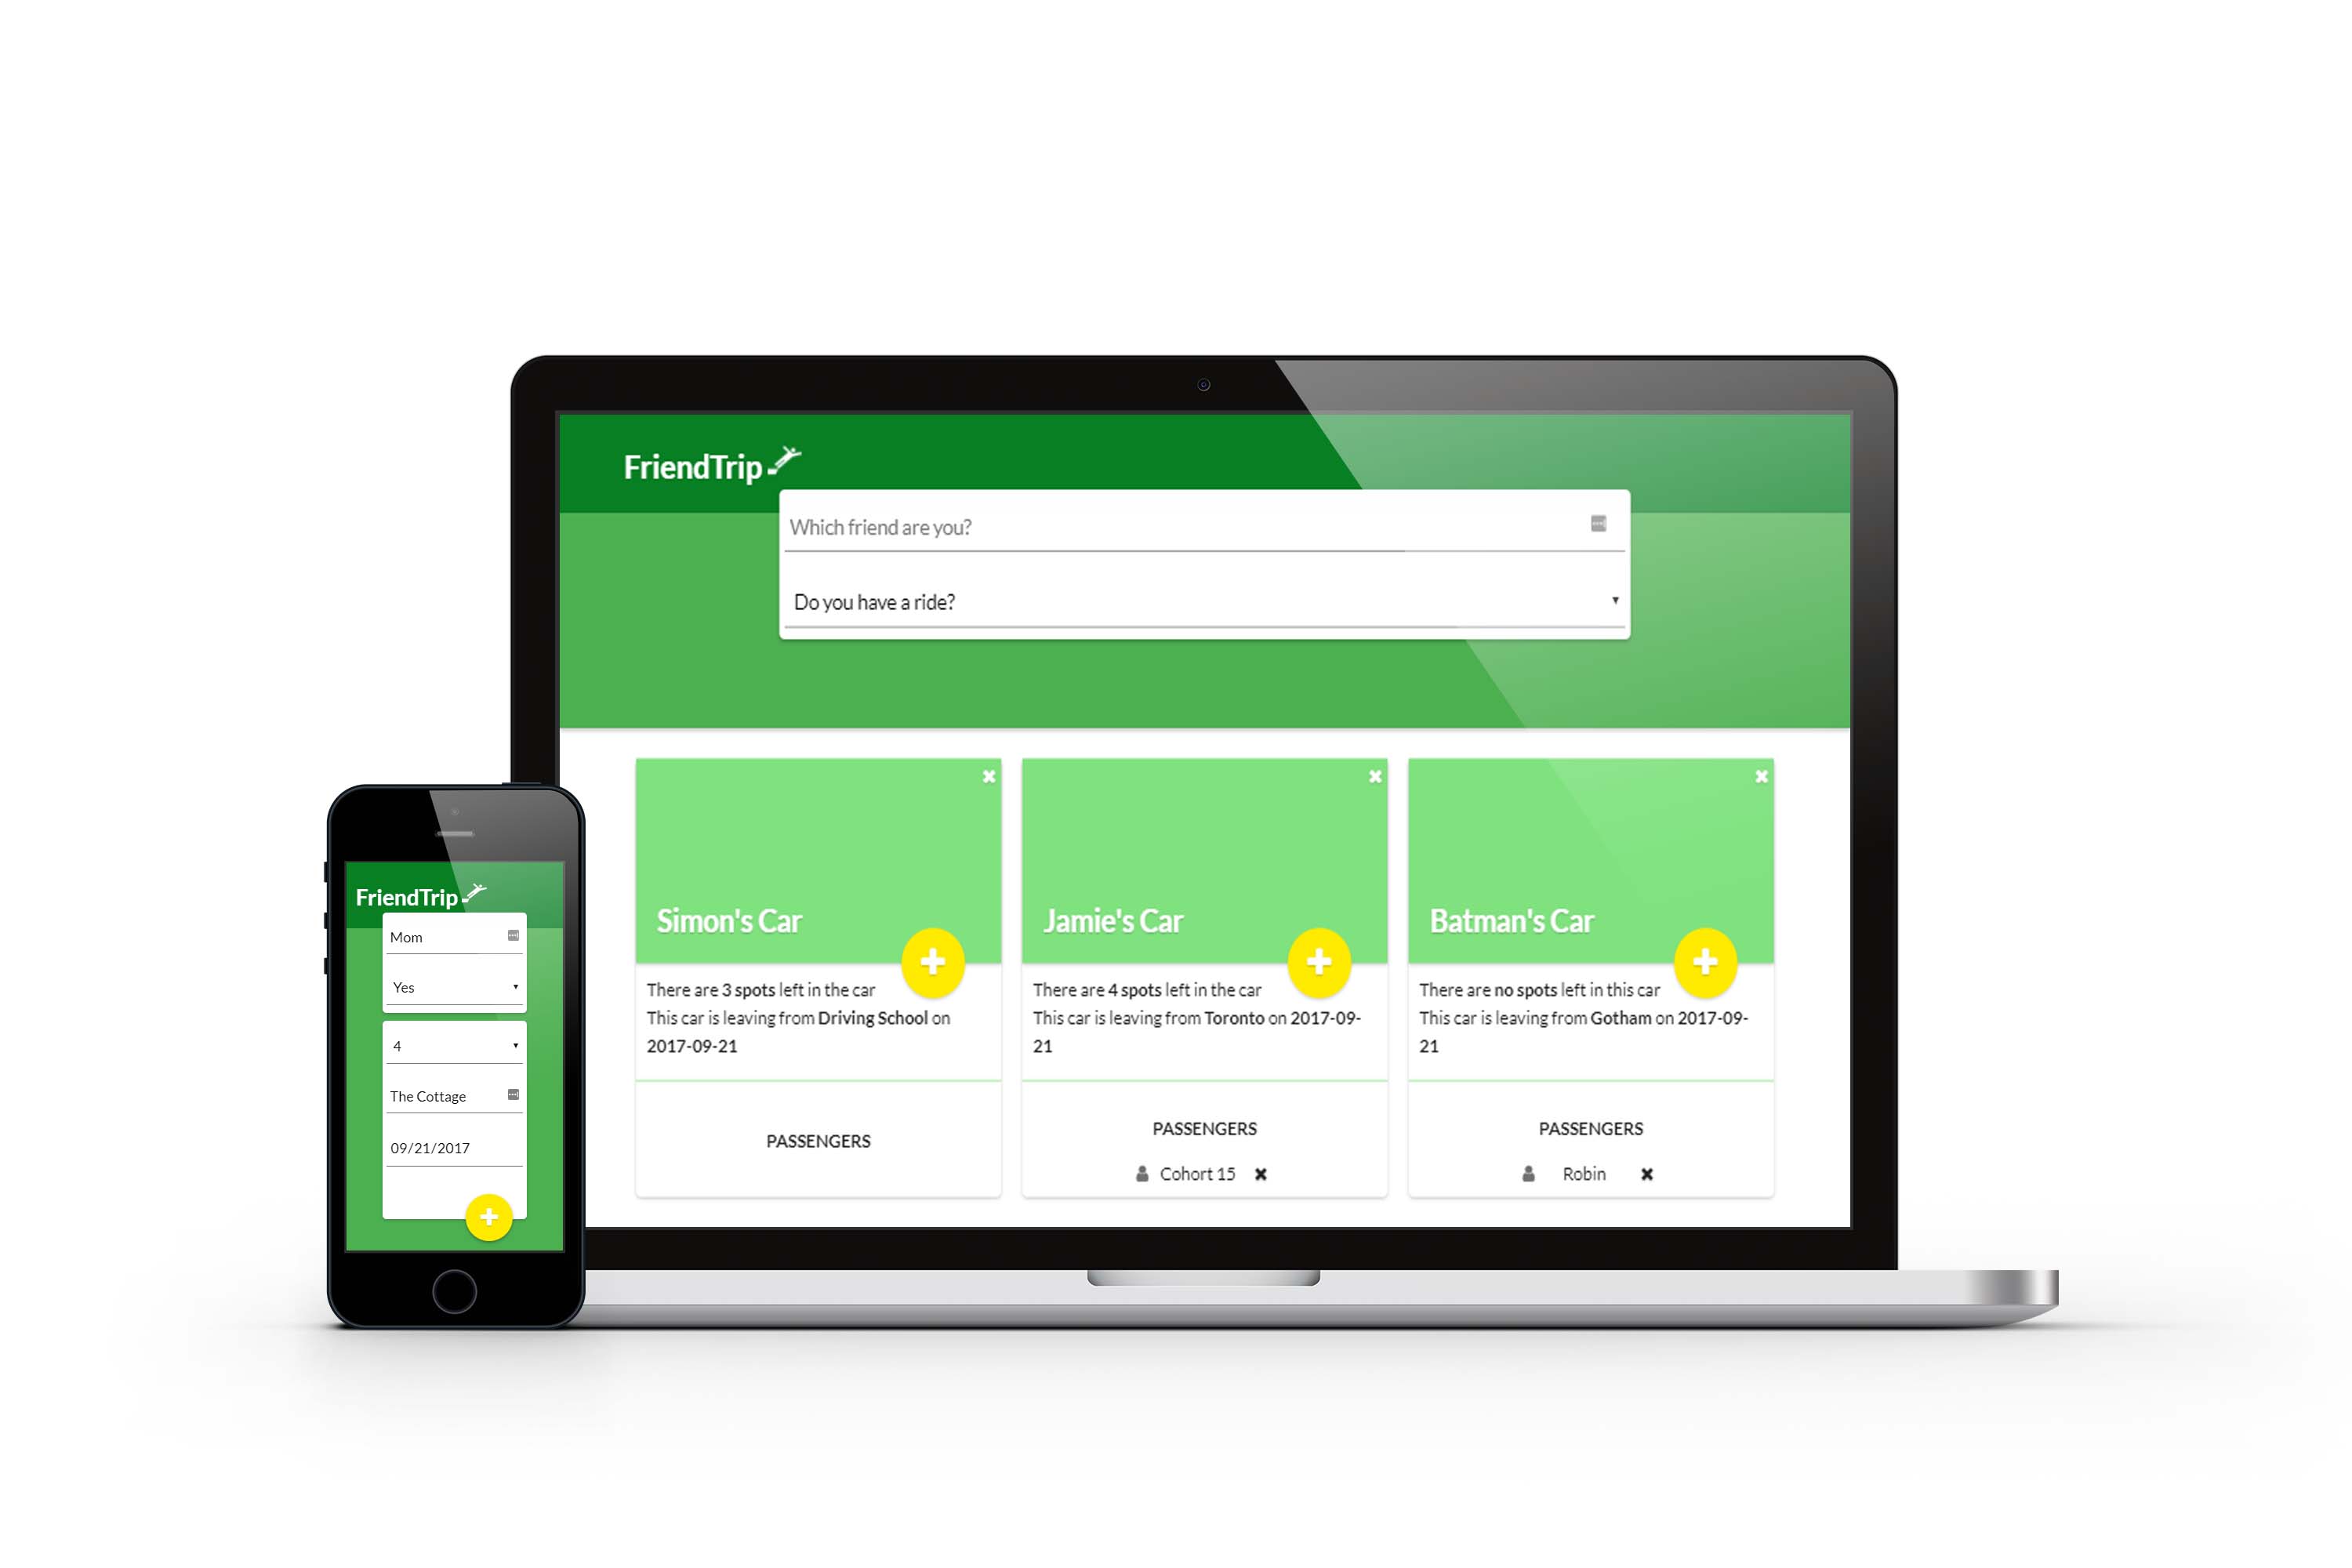 FriendTrip
Which friend are you?
Do you have a ride?
Simon's Car
There are 3 spots left in the car
This car is leaving from Driving School on
2017-09-21
PASSENGERS
Jamie's Car
There are 4 spots left in the car
This car is leaving from Toronto on 2017-09-
21
PASSENGERS
Cohort 15
Batman's Car
There are no spots left in this car
This car is leaving from Gotham on 2017-09-
21
PASSENGERS
Robin
FriendTrip
Mom
Yes
4
The Cottage
09/21/2017